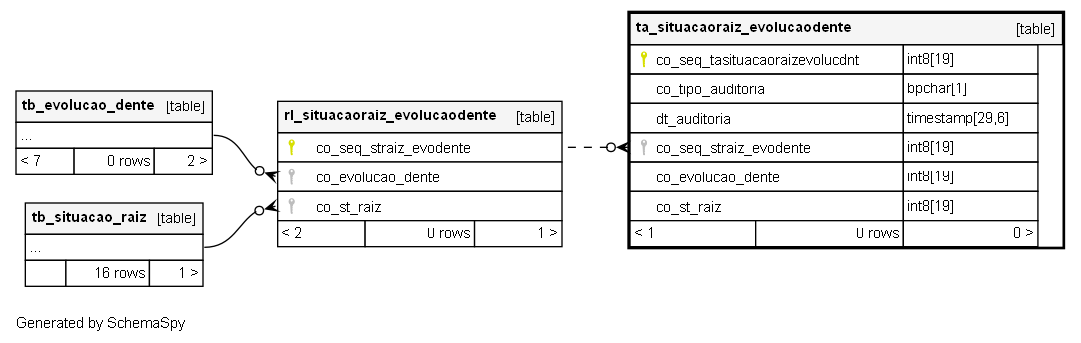 ta_situacaoraiz_evolucaodente [table]
co_seq_tasituacaoraizevolucdnt int8[19]
co_tipo_auditoria bpchar[1]
dt_auditoria timestamp[29,6]
co_seq_straiz_evodente int8[19]
co_evolucao_dente int8[19]
co_st_raiz int8[19]
< 1 0 rows 0 >
tb_evolucao_dente [table]
...
< 7 0 rows 2 >
rl_situacaoraiz_evolucaodente [table]
co_seq_straiz_evodente
co_evolucao_dente
co_st_raiz
< 2 0 rows 1 >
tb_situacao_raiz [table]
...
16 rows 1 >
Generated by SchemaSpy